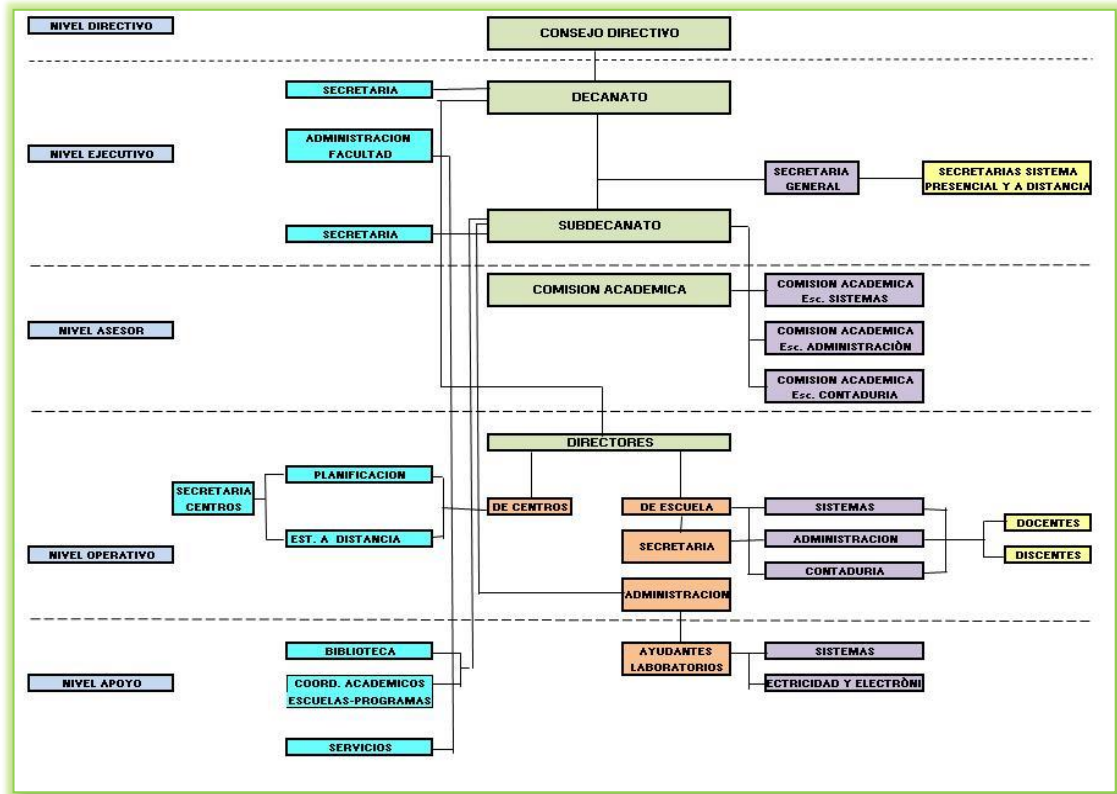 NIVEL DIRECTIVO
CONSEJO DIRECTIVO
SECRETARIA
DECANATO
ADMINISTRACION
FACULTAD
NIVEL EJECUTIVO
SECRETARIA
GENERAL
SECRETARIAS SISTEMA
PRESENCIAL Y A DISTANCIA
SUBDECANATO
SECRETARIA
COMISION ACADEMICA
COMISION ACADEMICA
Esc. SISTEMAS
NIVEL ASESOR
COMISION ACADEMICA
Esc. ADMINISTRACIÒN
COMISION ACADEMICA
Esc. CONTADURIA
DIRECTORES
PLANIFICACION
SECRETARIA
CENTROS
DE CENTROS
DE ESCUELA
SISTEMAS
DOCENTES
EST. A DISTANCIA
SECRETARIA
ADMINISTRACION
NIVEL OPERATIVO
DISCENTES
CONTADURIA
ADMINISTRACION
BIBLIOTECA
AYUDANTES
LABORATORIOS
SISTEMAS
NIVEL APOYO
COORD. ACADEMICOS
ESCUELAS-PROGRAMAS
ECTRICIDAD Y ELECTRÒNI
SERVICIOS